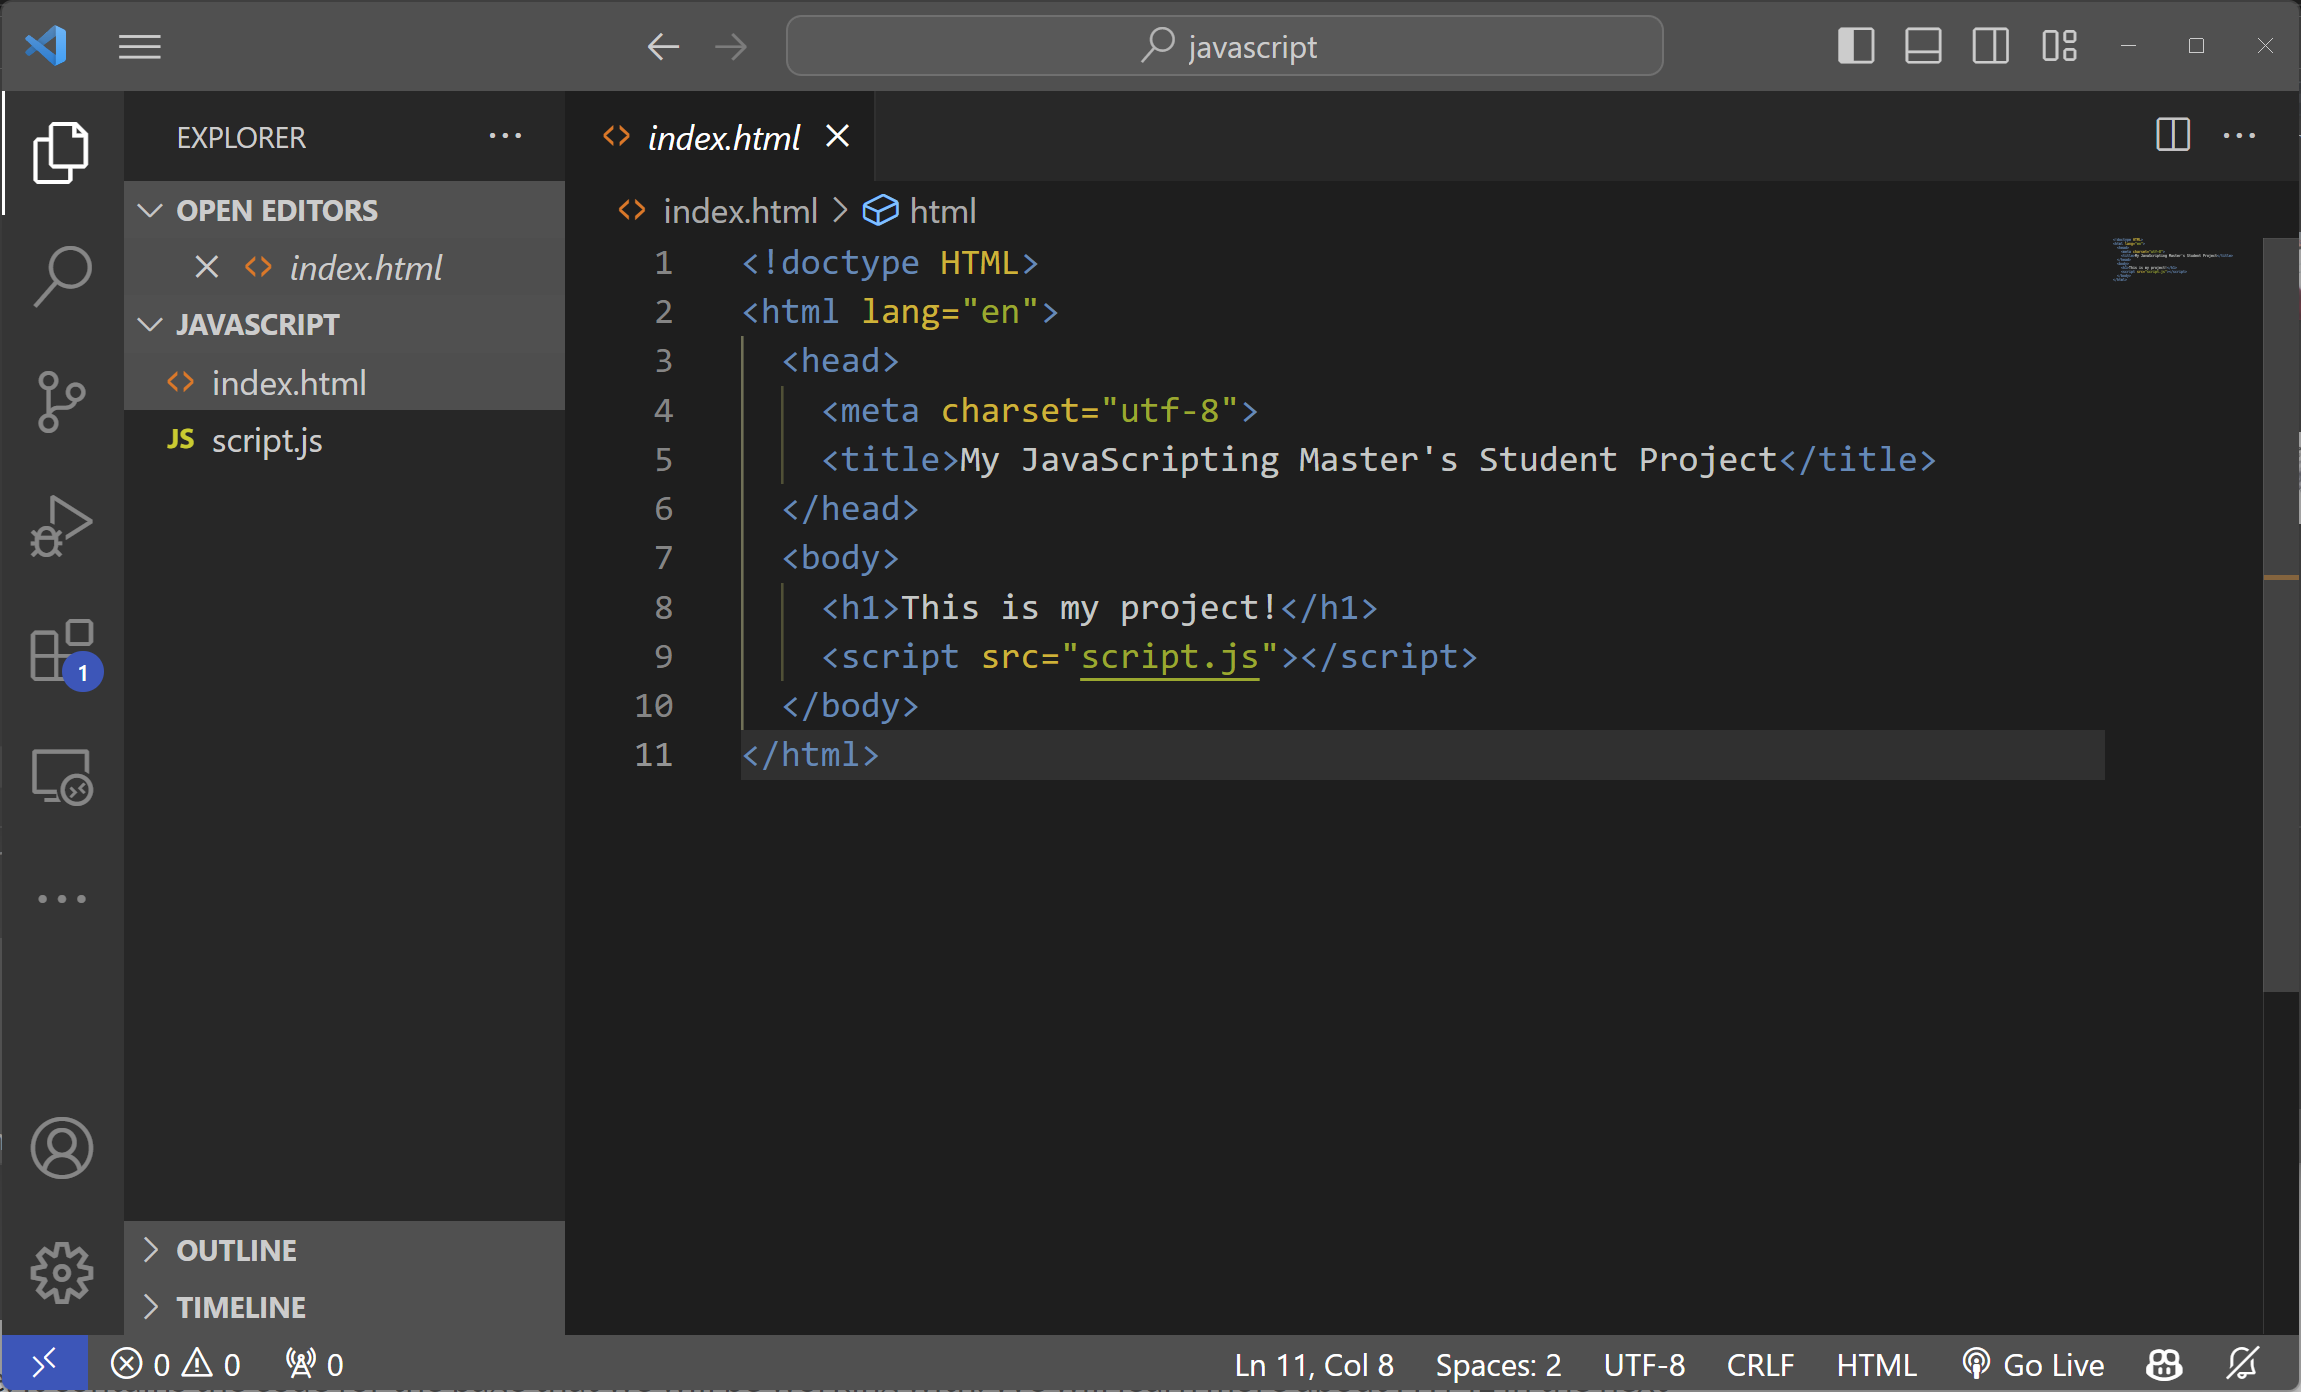 javascript
EXPLORER
OPEN EDITORS
index.html
JAVASCRIPT
index.html
JS script.js
OUTLINE
TIMELINE
index.html
index.html > html
1 <!doctype HTML>
2 <html lang="en">
3 <head>
4 <meta charset="utf-8">
5 <title>My JavaScripting Master's Student Project</title>
6 </head>
7 <body>
8 <h1>This is my project!</h1>
9 <script src="script.js"></script>
10 </body>
11 </html>
1
0 0 0 Ln 11, Col 8 Spaces: 2 UTF-8 CRLF HTML Go Live